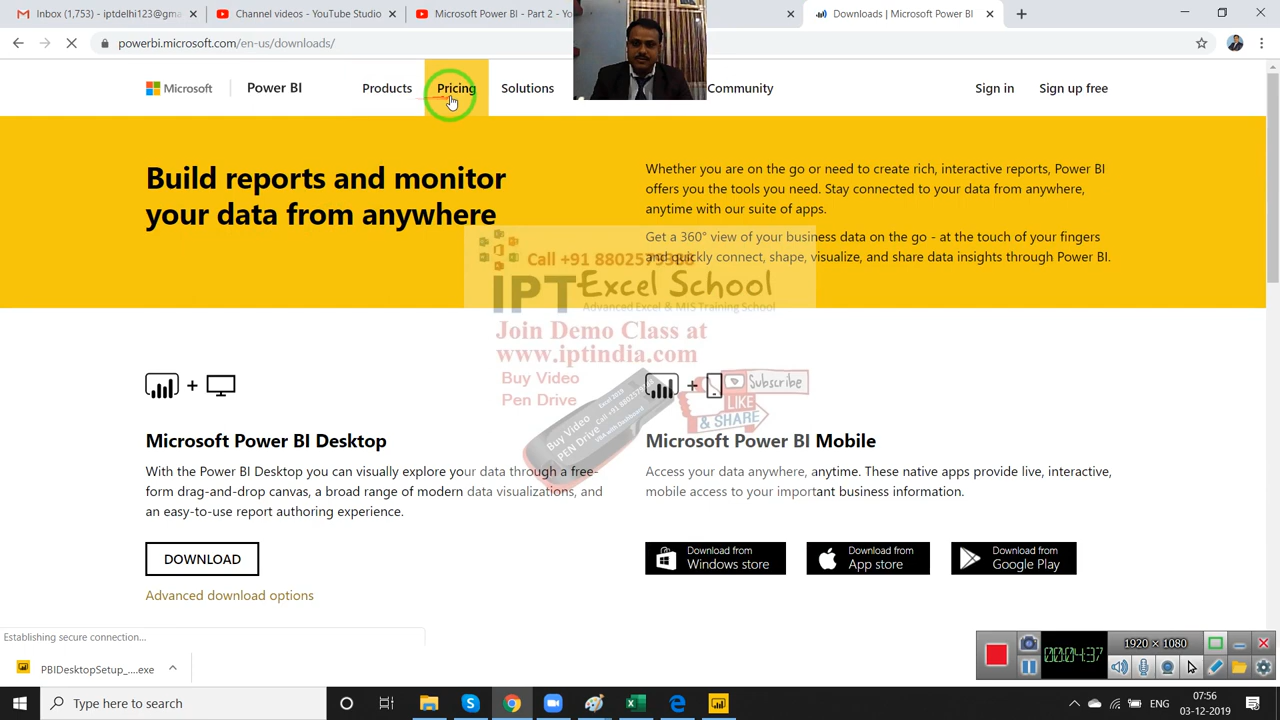 Inbox (1,753) - iptdelhi123@gma
Channel videos - YouTube Studio
Microsoft Power BI - Part 2 - Yo
Downloads | Microsoft Power BI
powerbi.microsoft.com/en-us/downloads/
Microsoft
Power BI
Products
Pricing
Solutions
Community
Sign in
Sign up free
Build reports and monitor
your data from anywhere
Whether you are on the go or need to create rich, interactive reports, Power BI
offers you the tools you need. Stay connected to your data from anywhere,
anytime with our suite of apps.
Get a 360° view of your business data on the go - at the touch of your fingers
and quickly connect, shape, visualize, and share data insights through Power BI.
IPT Excel School
Advanced Excel & MIS Training School
Join Demo Class at
www.iptindia.com
Buy Video
Pen Drive
Subscribe
LIKE
& SHARE
Microsoft Power BI Desktop
With the Power BI Desktop you can visually explore your data through a free-
form drag-and-drop canvas, a broad range of modern data visualizations, and
an easy-to-use report authoring experience.
DOWNLOAD
Advanced download options
Microsoft Power BI Mobile
Access your data anywhere, anytime. These native apps provide live, interactive,
mobile access to your important business information.
Download from
Windows store
Download from
App store
Download from
Google Play
Buy Video
PEN Drive
Establishing secure connection...
PBIDesktopSetup_....exe
1920 × 1080
00:04:37
Type here to search
ENG
07:56
03-12-2019